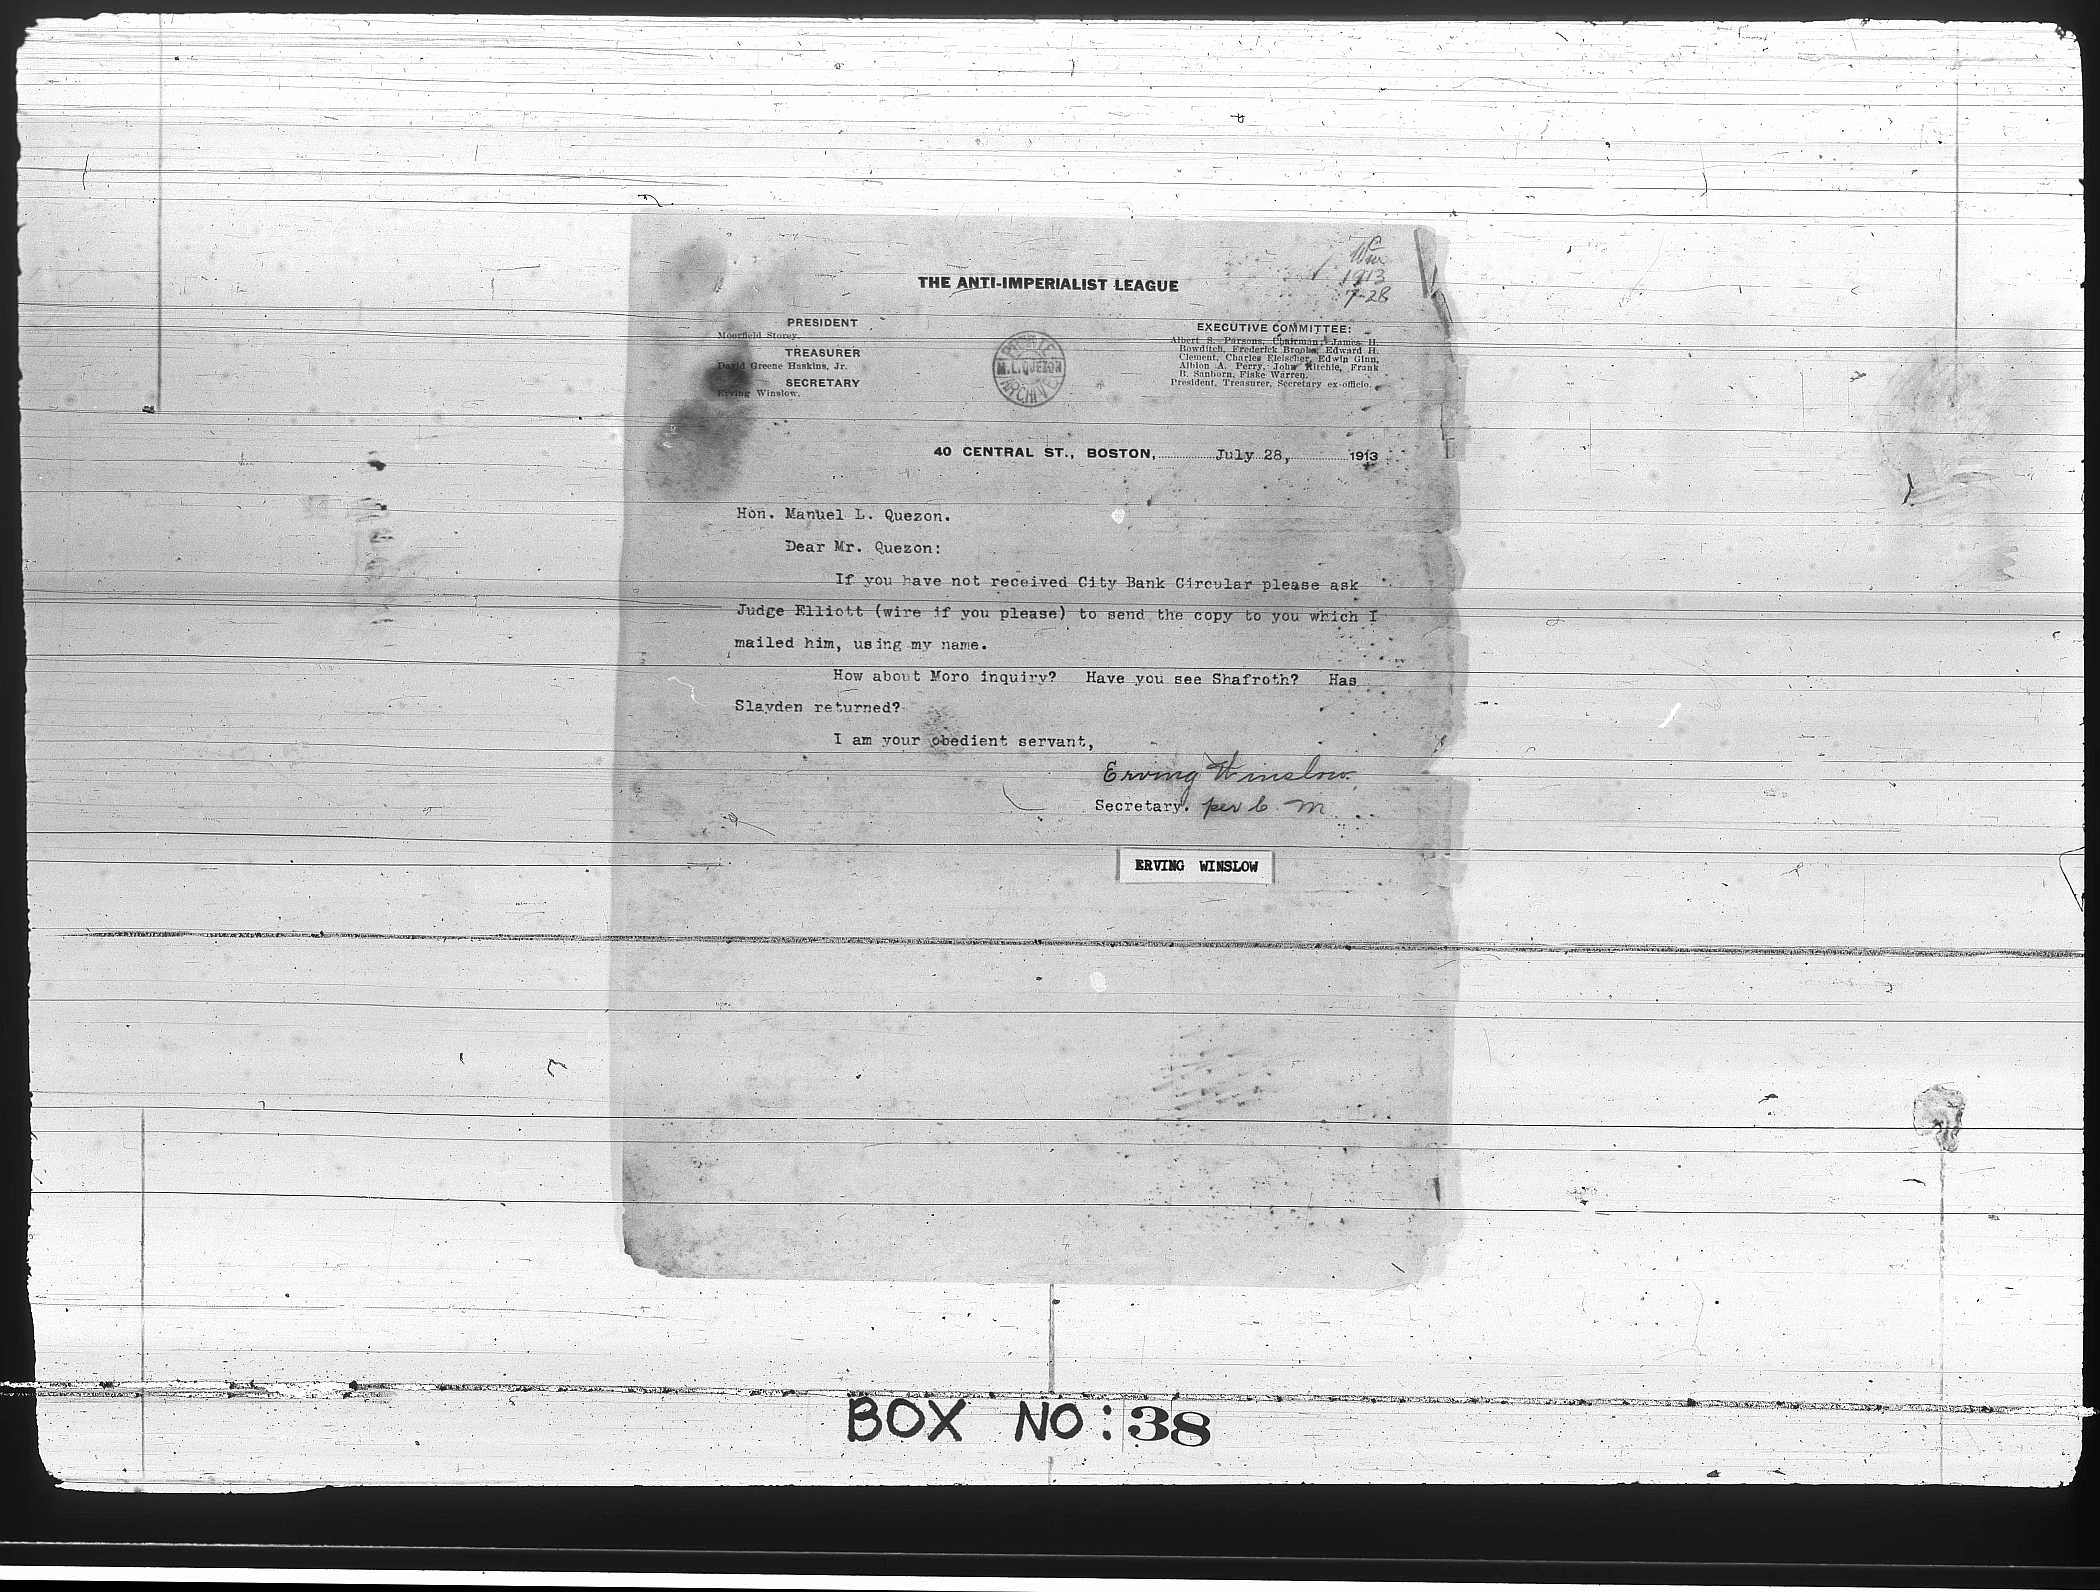 1913
7-28
THE ANTI-IMPERIALIST LEAGUE
PRESIDENT
Moorfield Storey.
TREASURER
David Greene Haskins, Jr.
SECRETARY
Erving Winslow.
M.L. QUEZON
EXECUTIVE COMMITTEE:
Albert S. Parsons, Chairman, James H.
Bowditch, Frederick Brooks, Edward H.
Clement, Charles Fleischer, Edwin Ginn,
Albion A. Perry, John Ritchie, Frank
B. Sanborn, Fiske Warren.
President, Treasurer, Secretary ex-officio.
40 CENTRAL ST., BOSTON, July 28, 1913
Hon. Manuel L. Quezon.
Dear Mr. Quezon:
If you have not received City Bank Circular please ask
Judge Elliott (wire if you please) to send the copy to you which I
mailed him, using my name.
How about Moro inquiry? Have you see Shafroth? Has
Slayden returned?
I am your obedient servant,
Erving Winslow.
Secretary. per C. M.
ERVING WINSLOW
BOX NO: 38